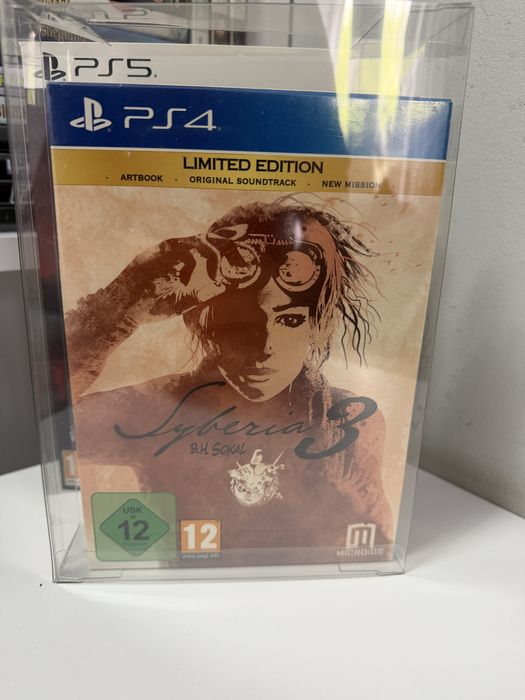 PS5
PS4
LIMITED EDITION
· ARTBOOK · ORIGINAL SOUNDTRACK · NEW MISSION ·
Syberia 3
B.H. SOKAL
USK
12
12
www.pegi.info
MICROIDS